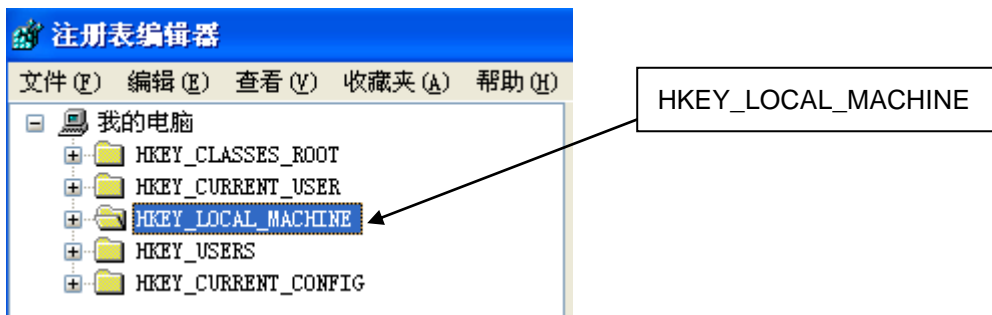 注册表编辑器
文件(F) 编辑(E) 查看(V) 收藏夹(A) 帮助(H)
HKEY_LOCAL_MACHINE
我的电脑
HKEY_CLASSES_ROOT
HKEY_CURRENT_USER
HKEY_LOCAL_MACHINE
HKEY_USERS
HKEY_CURRENT_CONFIG